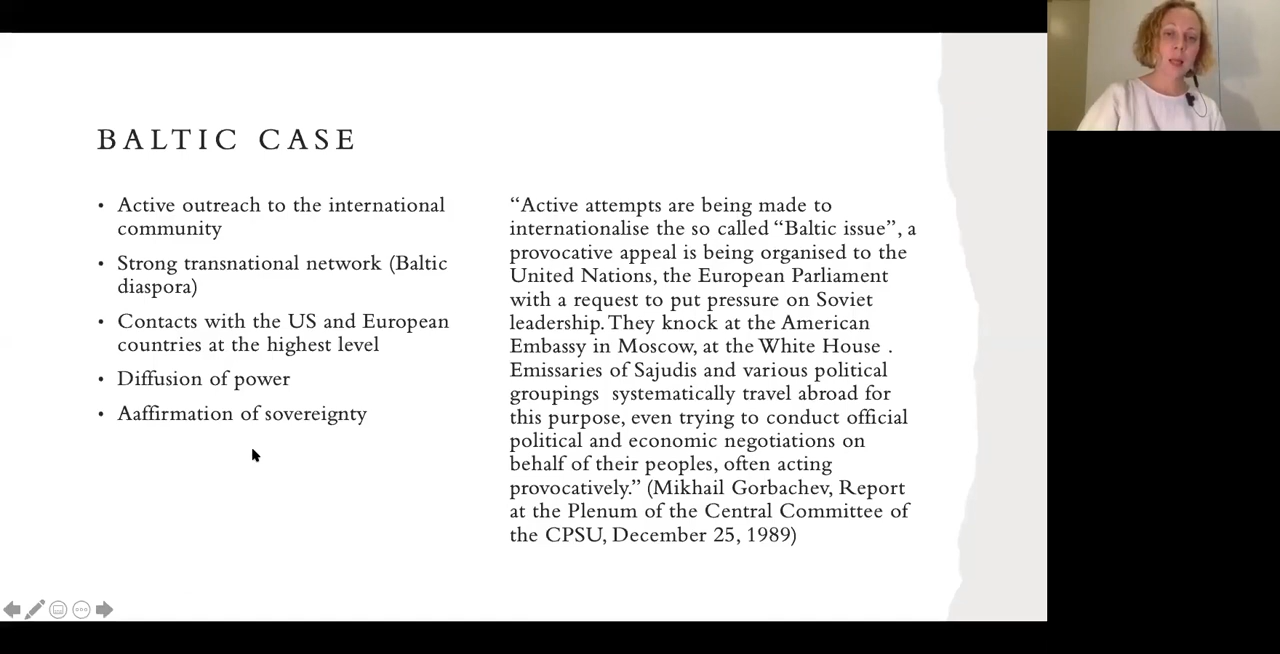 BALTIC CASE
• Active outreach to the international
community
• Strong transnational network (Baltic
diaspora)
• Contacts with the US and European
countries at the highest level
• Diffusion of power
• Aaffirmation of sovereignty
“Active attempts are being made to
internationalise the so called “Baltic issue”, a
provocative appeal is being organised to the
United Nations, the European Parliament
with a request to put pressure on Soviet
leadership. They knock at the American
Embassy in Moscow, at the White House .
Emissaries of Sajudis and various political
groupings systematically travel abroad for
this purpose, even trying to conduct official
political and economic negotiations on
behalf of their peoples, often acting
provocatively.” (Mikhail Gorbachev, Report
at the Plenum of the Central Committee of
the CPSU, December 25, 1989)